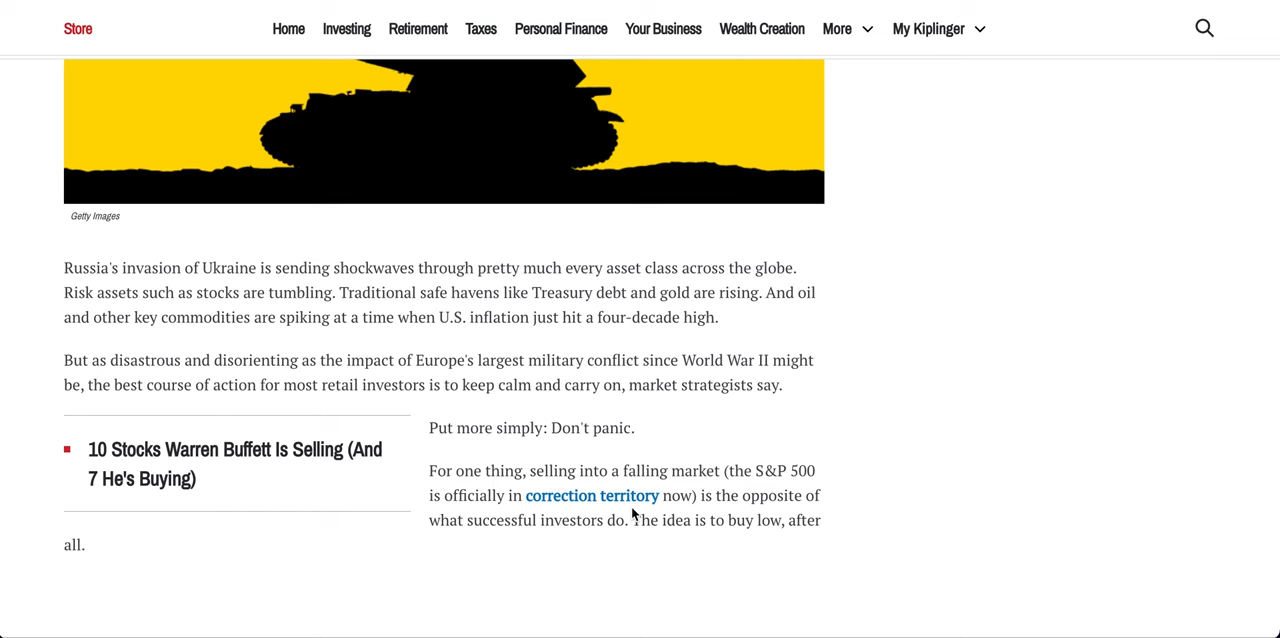 Store
Home Investing Retirement Taxes Personal Finance Your Business Wealth Creation More My Kiplinger
Getty Images
Russia's invasion of Ukraine is sending shockwaves through pretty much every asset class across the globe.
Risk assets such as stocks are tumbling. Traditional safe havens like Treasury debt and gold are rising. And oil
and other key commodities are spiking at a time when U.S. inflation just hit a four-decade high.
But as disastrous and disorienting as the impact of Europe's largest military conflict since World War II might
be, the best course of action for most retail investors is to keep calm and carry on, market strategists say.
10 Stocks Warren Buffett Is Selling (And
7 He's Buying)
Put more simply: Don't panic.
For one thing, selling into a falling market (the S&P 500
is officially in correction territory now) is the opposite of
what successful investors do. The idea is to buy low, after
all.